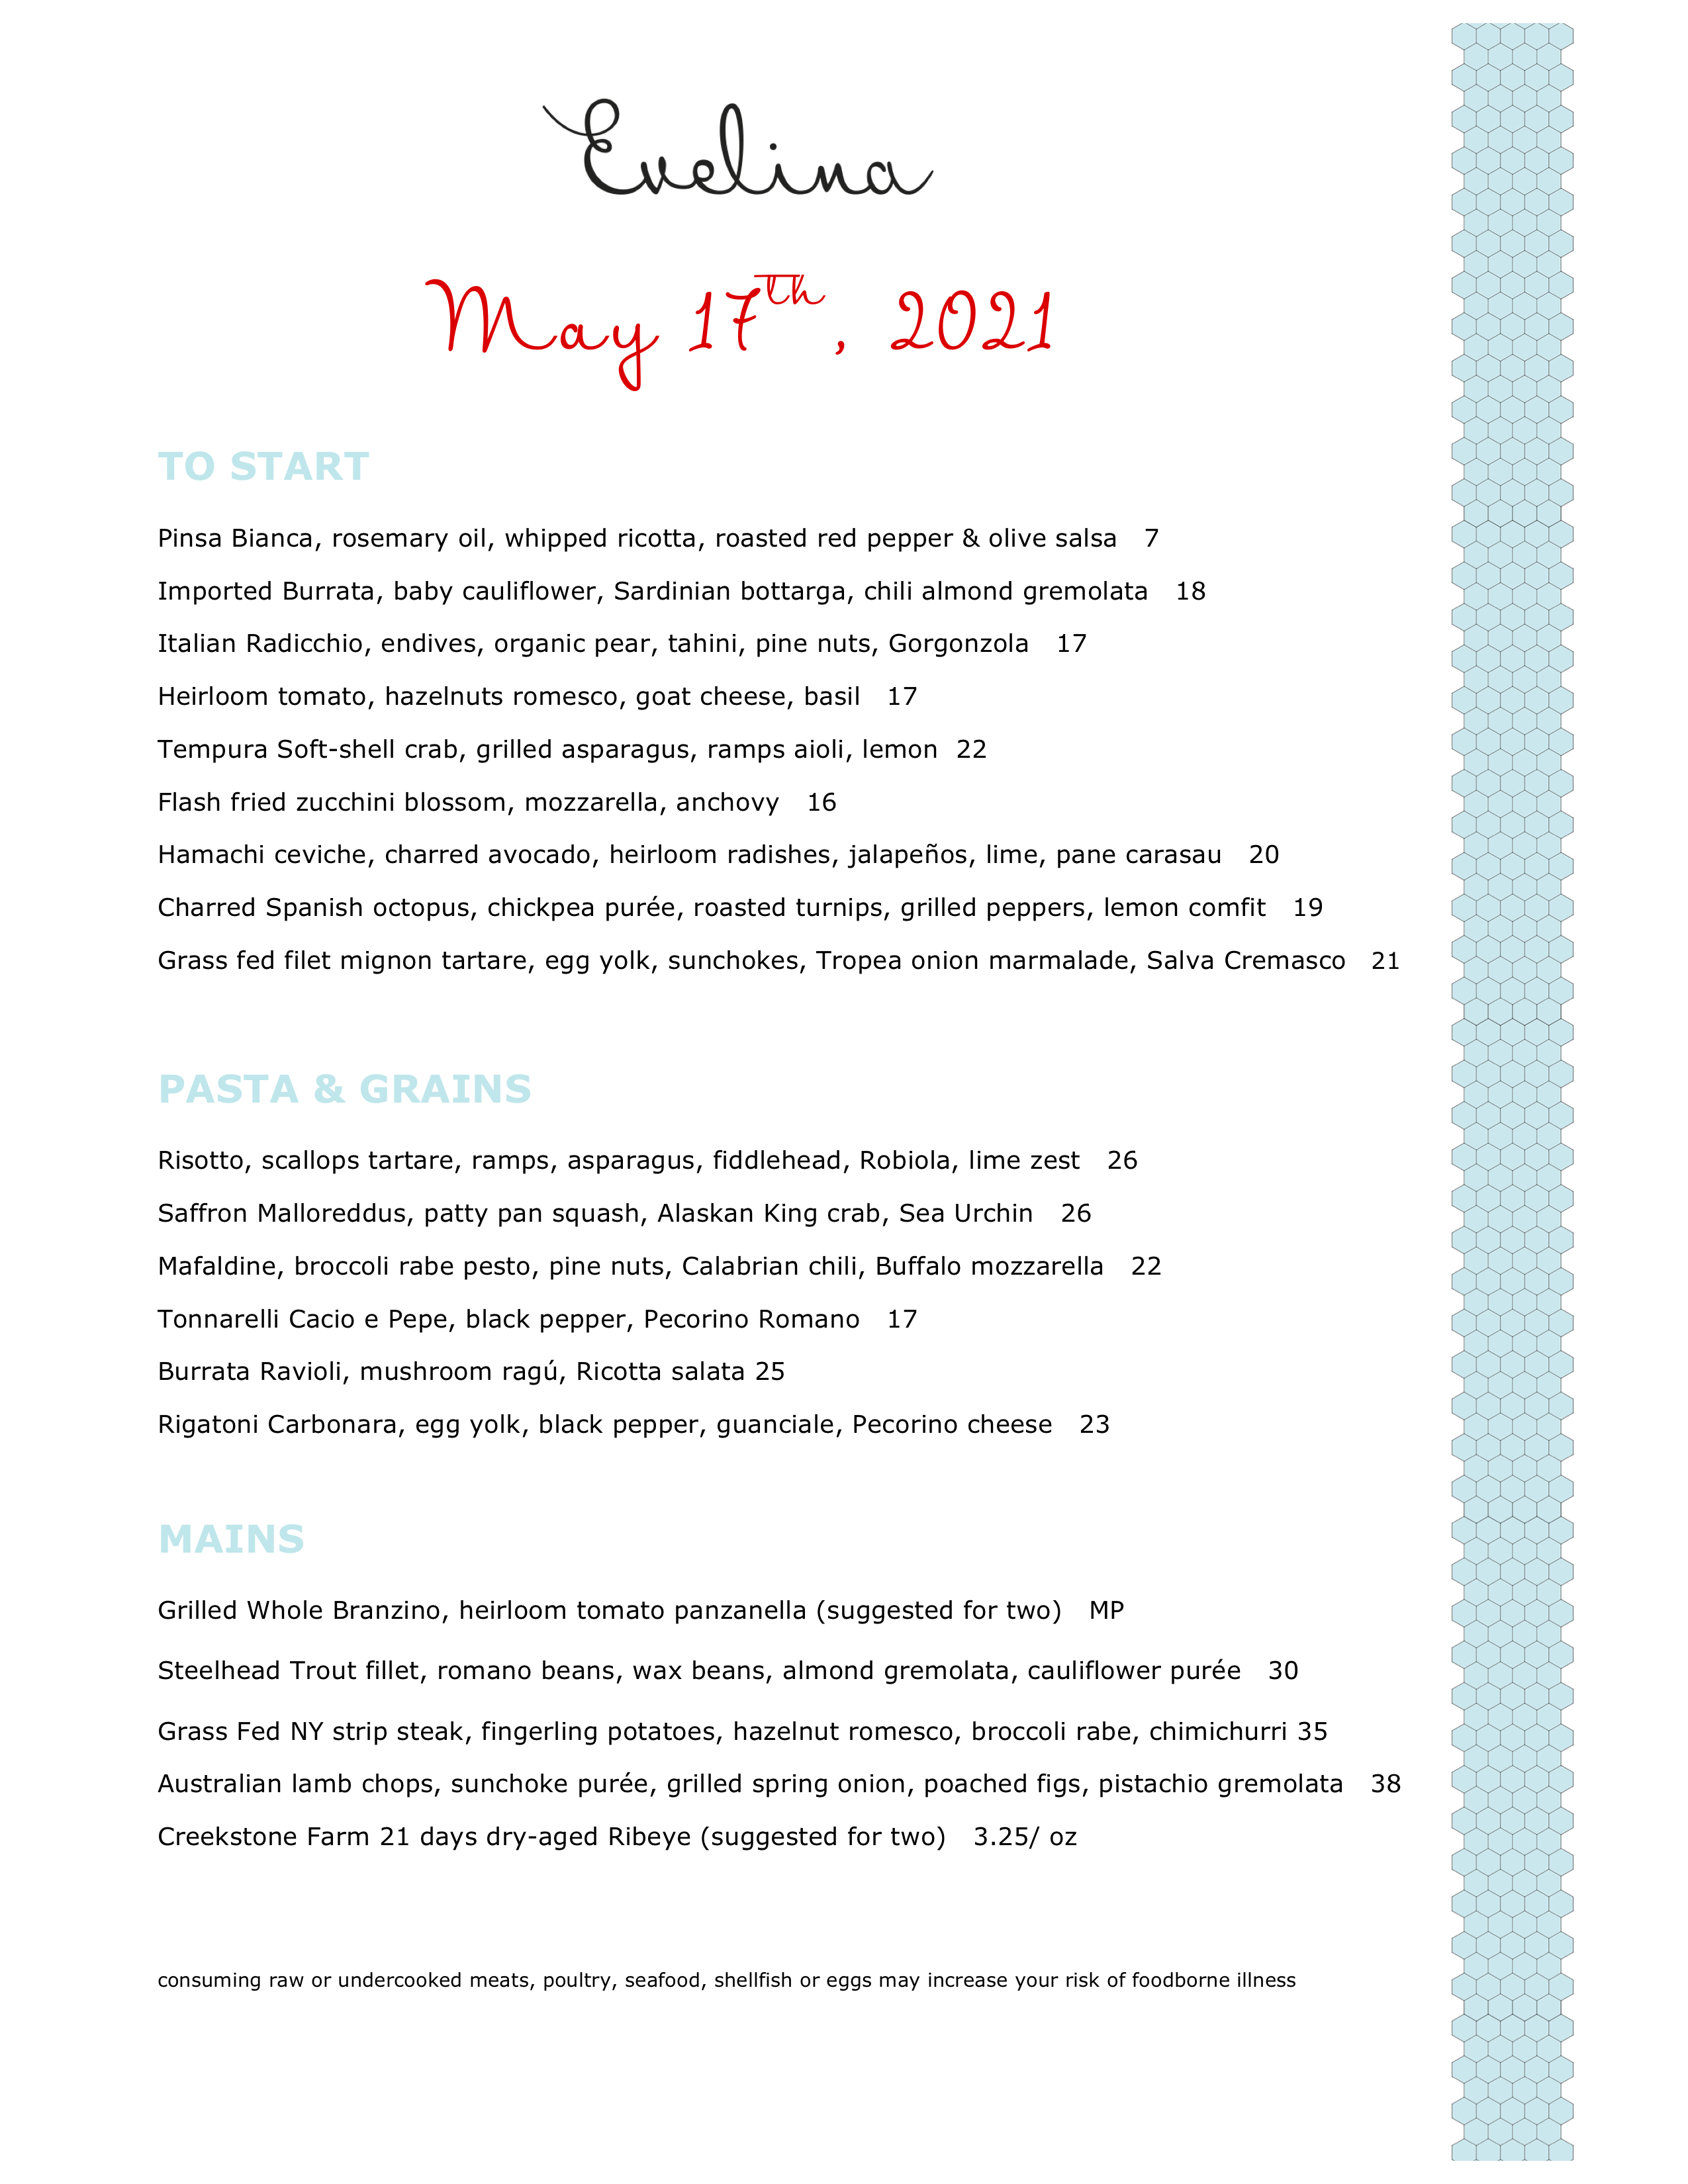 Evelina
May 17th, 2021
TO START
Pinsa Bianca, rosemary oil, whipped ricotta, roasted red pepper & olive salsa 7
Imported Burrata, baby cauliflower, Sardinian bottarga, chili almond gremolata 18
Italian Radicchio, endives, organic pear, tahini, pine nuts, Gorgonzola 17
Heirloom tomato, hazelnuts romesco, goat cheese, basil 17
Tempura Soft-shell crab, grilled asparagus, ramps aioli, lemon 22
Flash fried zucchini blossom, mozzarella, anchovy 16
Hamachi ceviche, charred avocado, heirloom radishes, jalapeños, lime, pane carasau 20
Charred Spanish octopus, chickpea purée, roasted turnips, grilled peppers, lemon comfit 19
Grass fed filet mignon tartare, egg yolk, sunchokes, Tropea onion marmalade, Salva Cremasco 21
PASTA & GRAINS
Risotto, scallops tartare, ramps, asparagus, fiddlehead, Robiola, lime zest 26
Saffron Malloreddus, patty pan squash, Alaskan King crab, Sea Urchin 26
Mafaldine, broccoli rabe pesto, pine nuts, Calabrian chili, Buffalo mozzarella 22
Tonnarelli Cacio e Pepe, black pepper, Pecorino Romano 17
Burrata Ravioli, mushroom ragú, Ricotta salata 25
Rigatoni Carbonara, egg yolk, black pepper, guanciale, Pecorino cheese 23
MAINS
Grilled Whole Branzino, heirloom tomato panzanella (suggested for two) MP
Steelhead Trout fillet, romano beans, wax beans, almond gremolata, cauliflower purée 30
Grass Fed NY strip steak, fingerling potatoes, hazelnut romesco, broccoli rabe, chimichurri 35
Australian lamb chops, sunchoke purée, grilled spring onion, poached figs, pistachio gremolata 38
Creekstone Farm 21 days dry-aged Ribeye (suggested for two) 3.25/ oz
consuming raw or undercooked meats, poultry, seafood, shellfish or eggs may increase your risk of foodborne illness